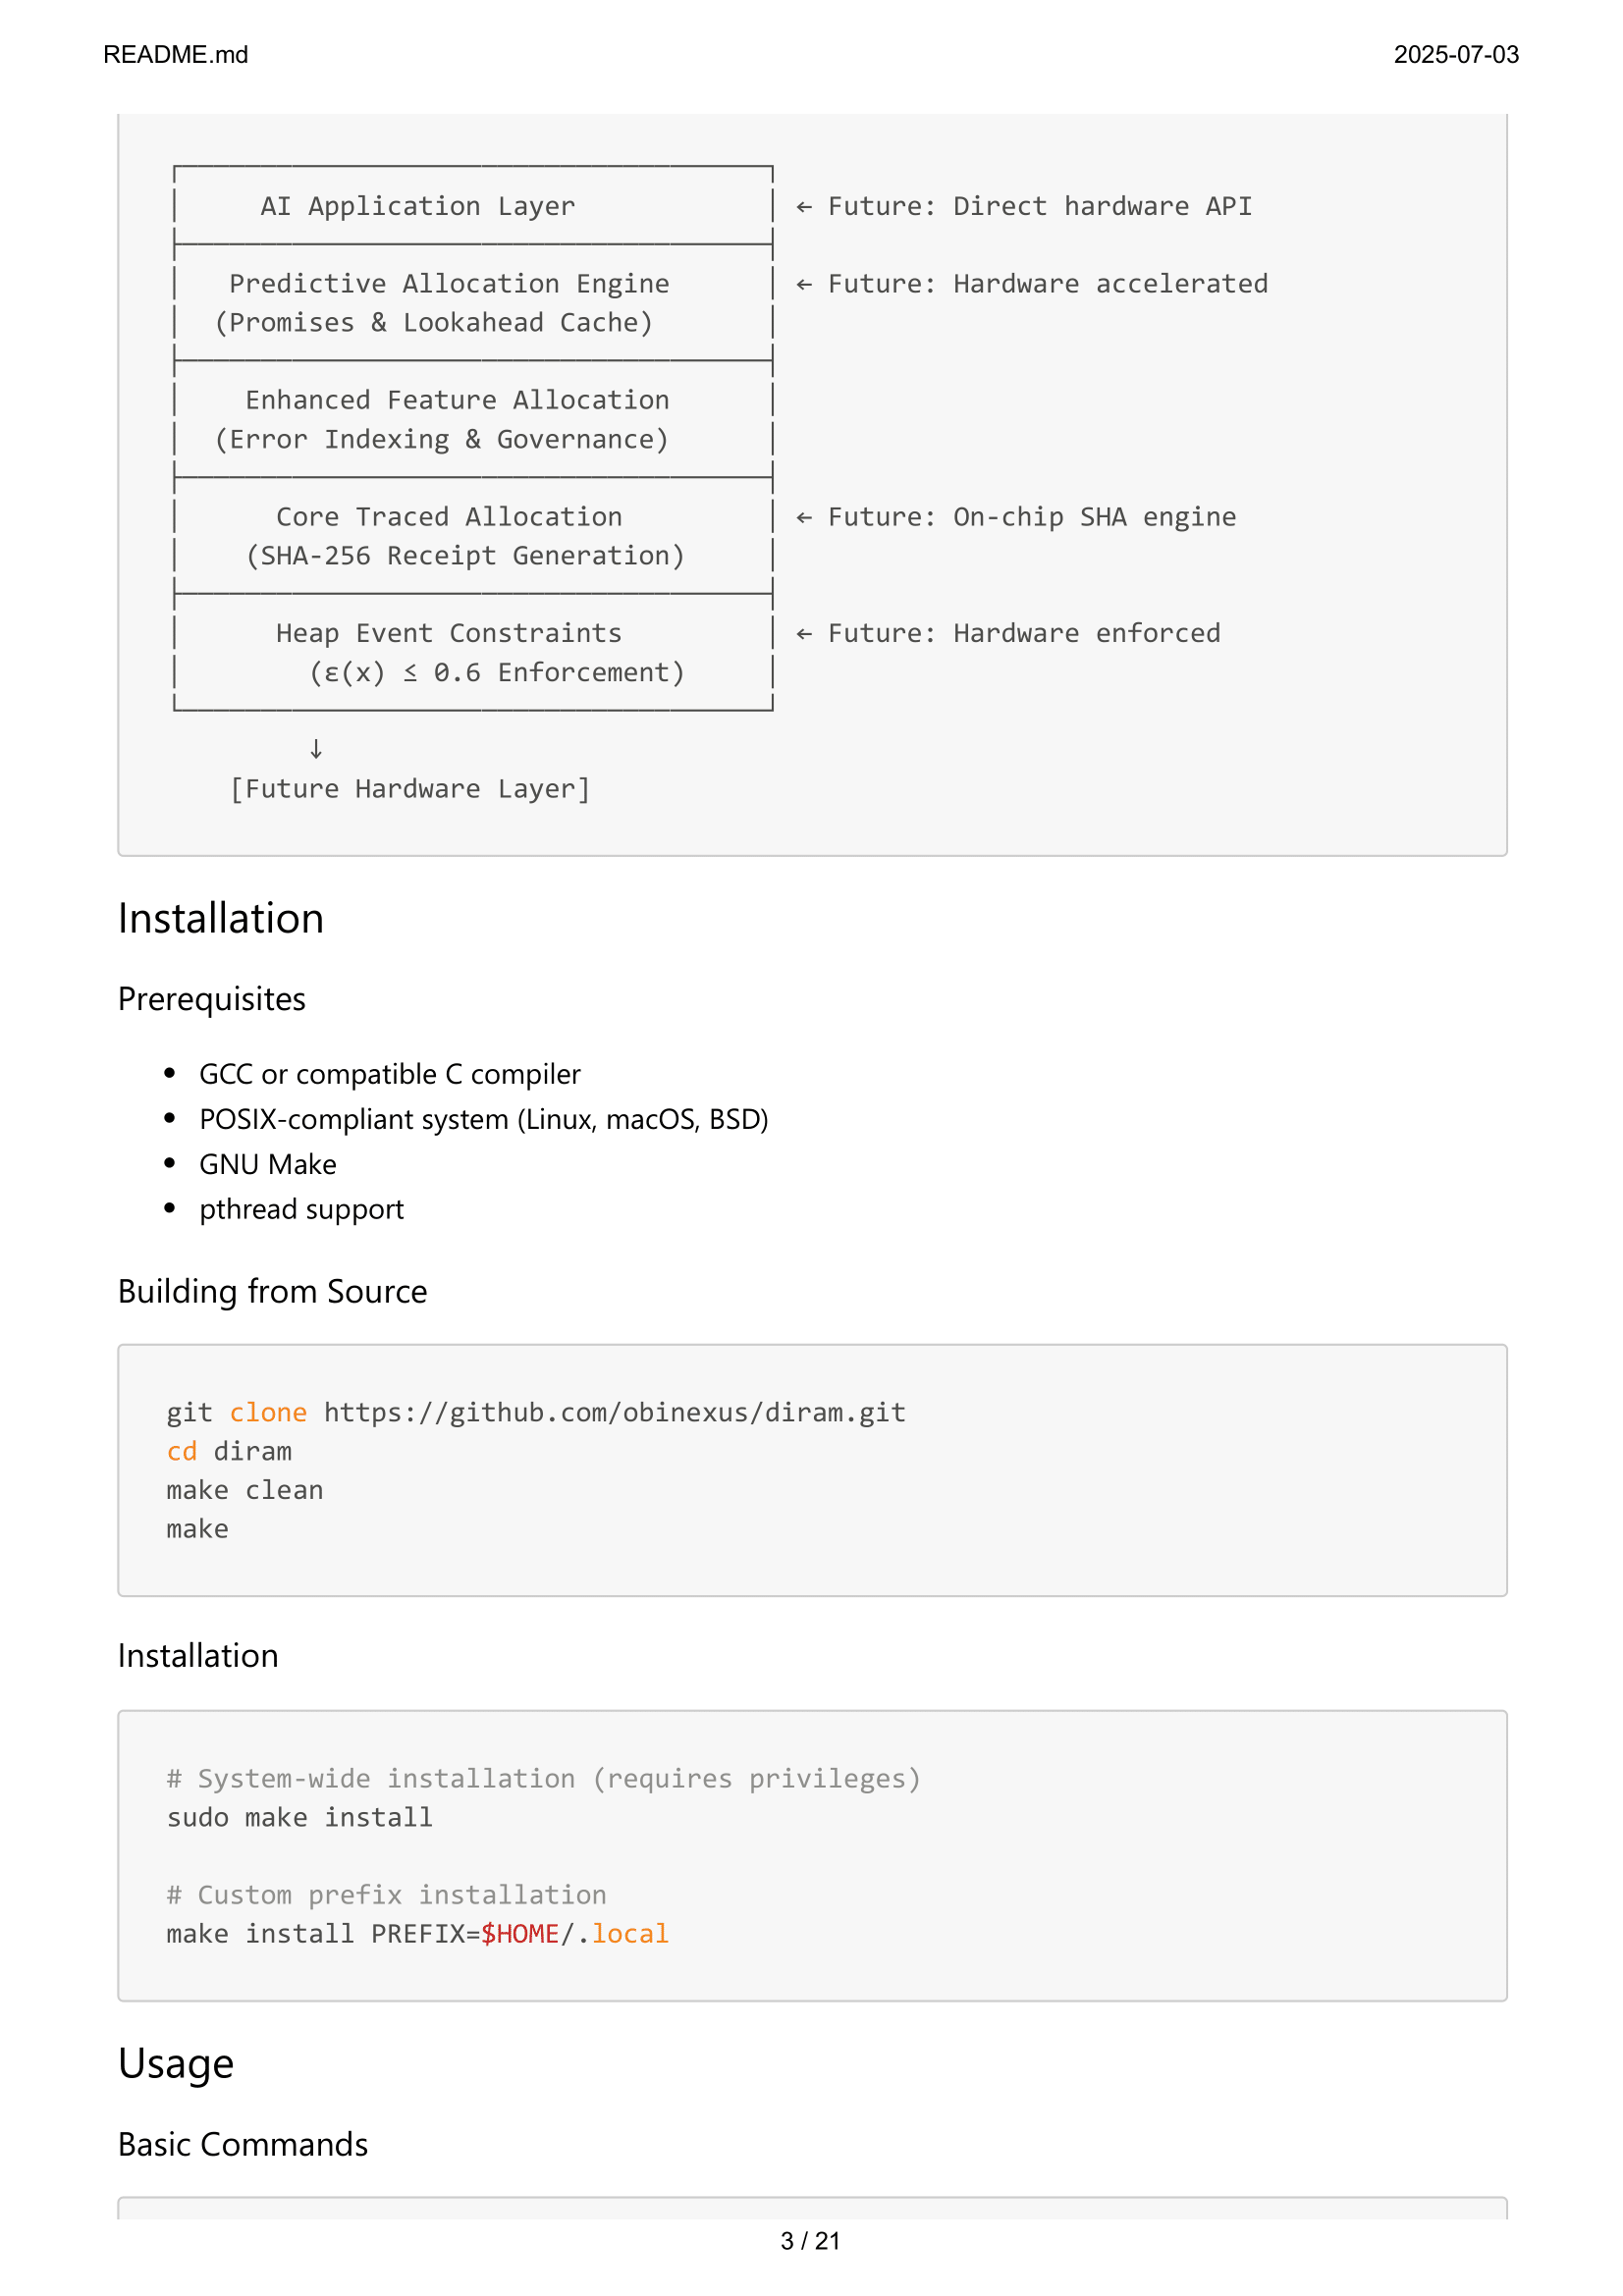 README.md
2025-07-03
AI Application Layer ← Future: Direct hardware API
Predictive Allocation Engine ← Future: Hardware accelerated
(Promises & Lookahead Cache)
Enhanced Feature Allocation
(Error Indexing & Governance)
Core Traced Allocation ← Future: On-chip SHA engine
(SHA-256 Receipt Generation)
Heap Event Constraints ← Future: Hardware enforced
(ε(x) ≤ 0.6 Enforcement)
↓
[Future Hardware Layer]
Installation
Prerequisites
• GCC or compatible C compiler
• POSIX-compliant system (Linux, macOS, BSD)
• GNU Make
• pthread support
Building from Source
git clone https://github.com/obinexus/diram.git
cd diram
make clean
make
Installation
# System-wide installation (requires privileges)
sudo make install
# Custom prefix installation
make install PREFIX=$HOME/.local
Usage
Basic Commands
3 / 21